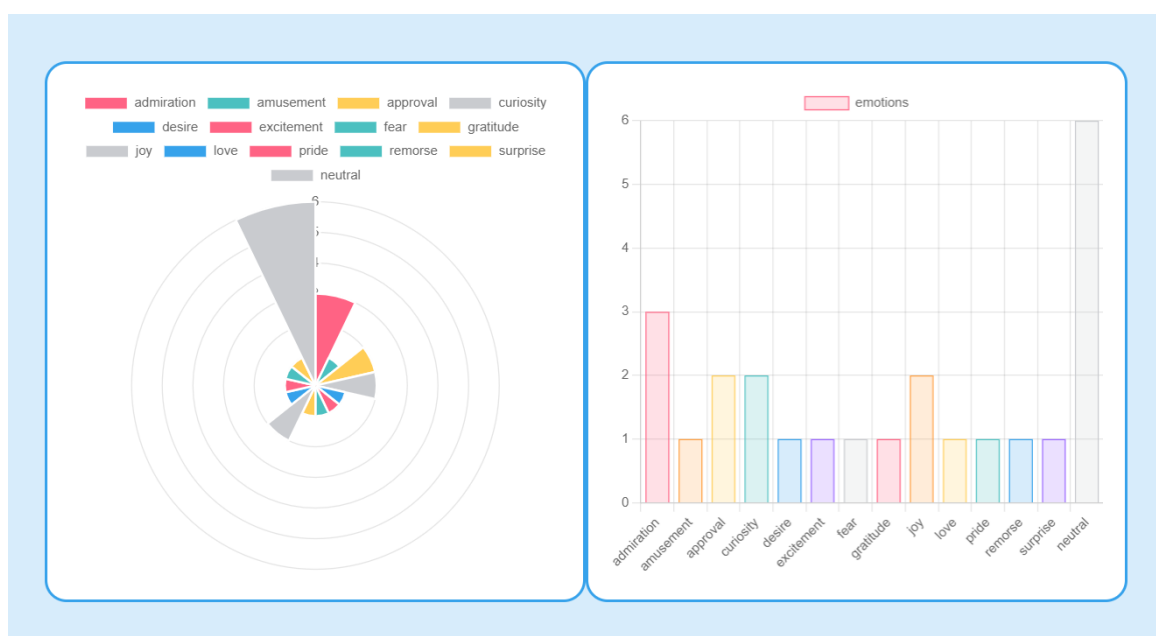 admiration amusement approval curiosity
desire excitement fear gratitude
joy love pride remorse surprise
neutral
6
emotions
6
5
4
3
2
1
0
admiration
amusement
approval
curiosity
desire
excitement
fear
gratitude
joy
love
pride
remorse
surprise
neutral